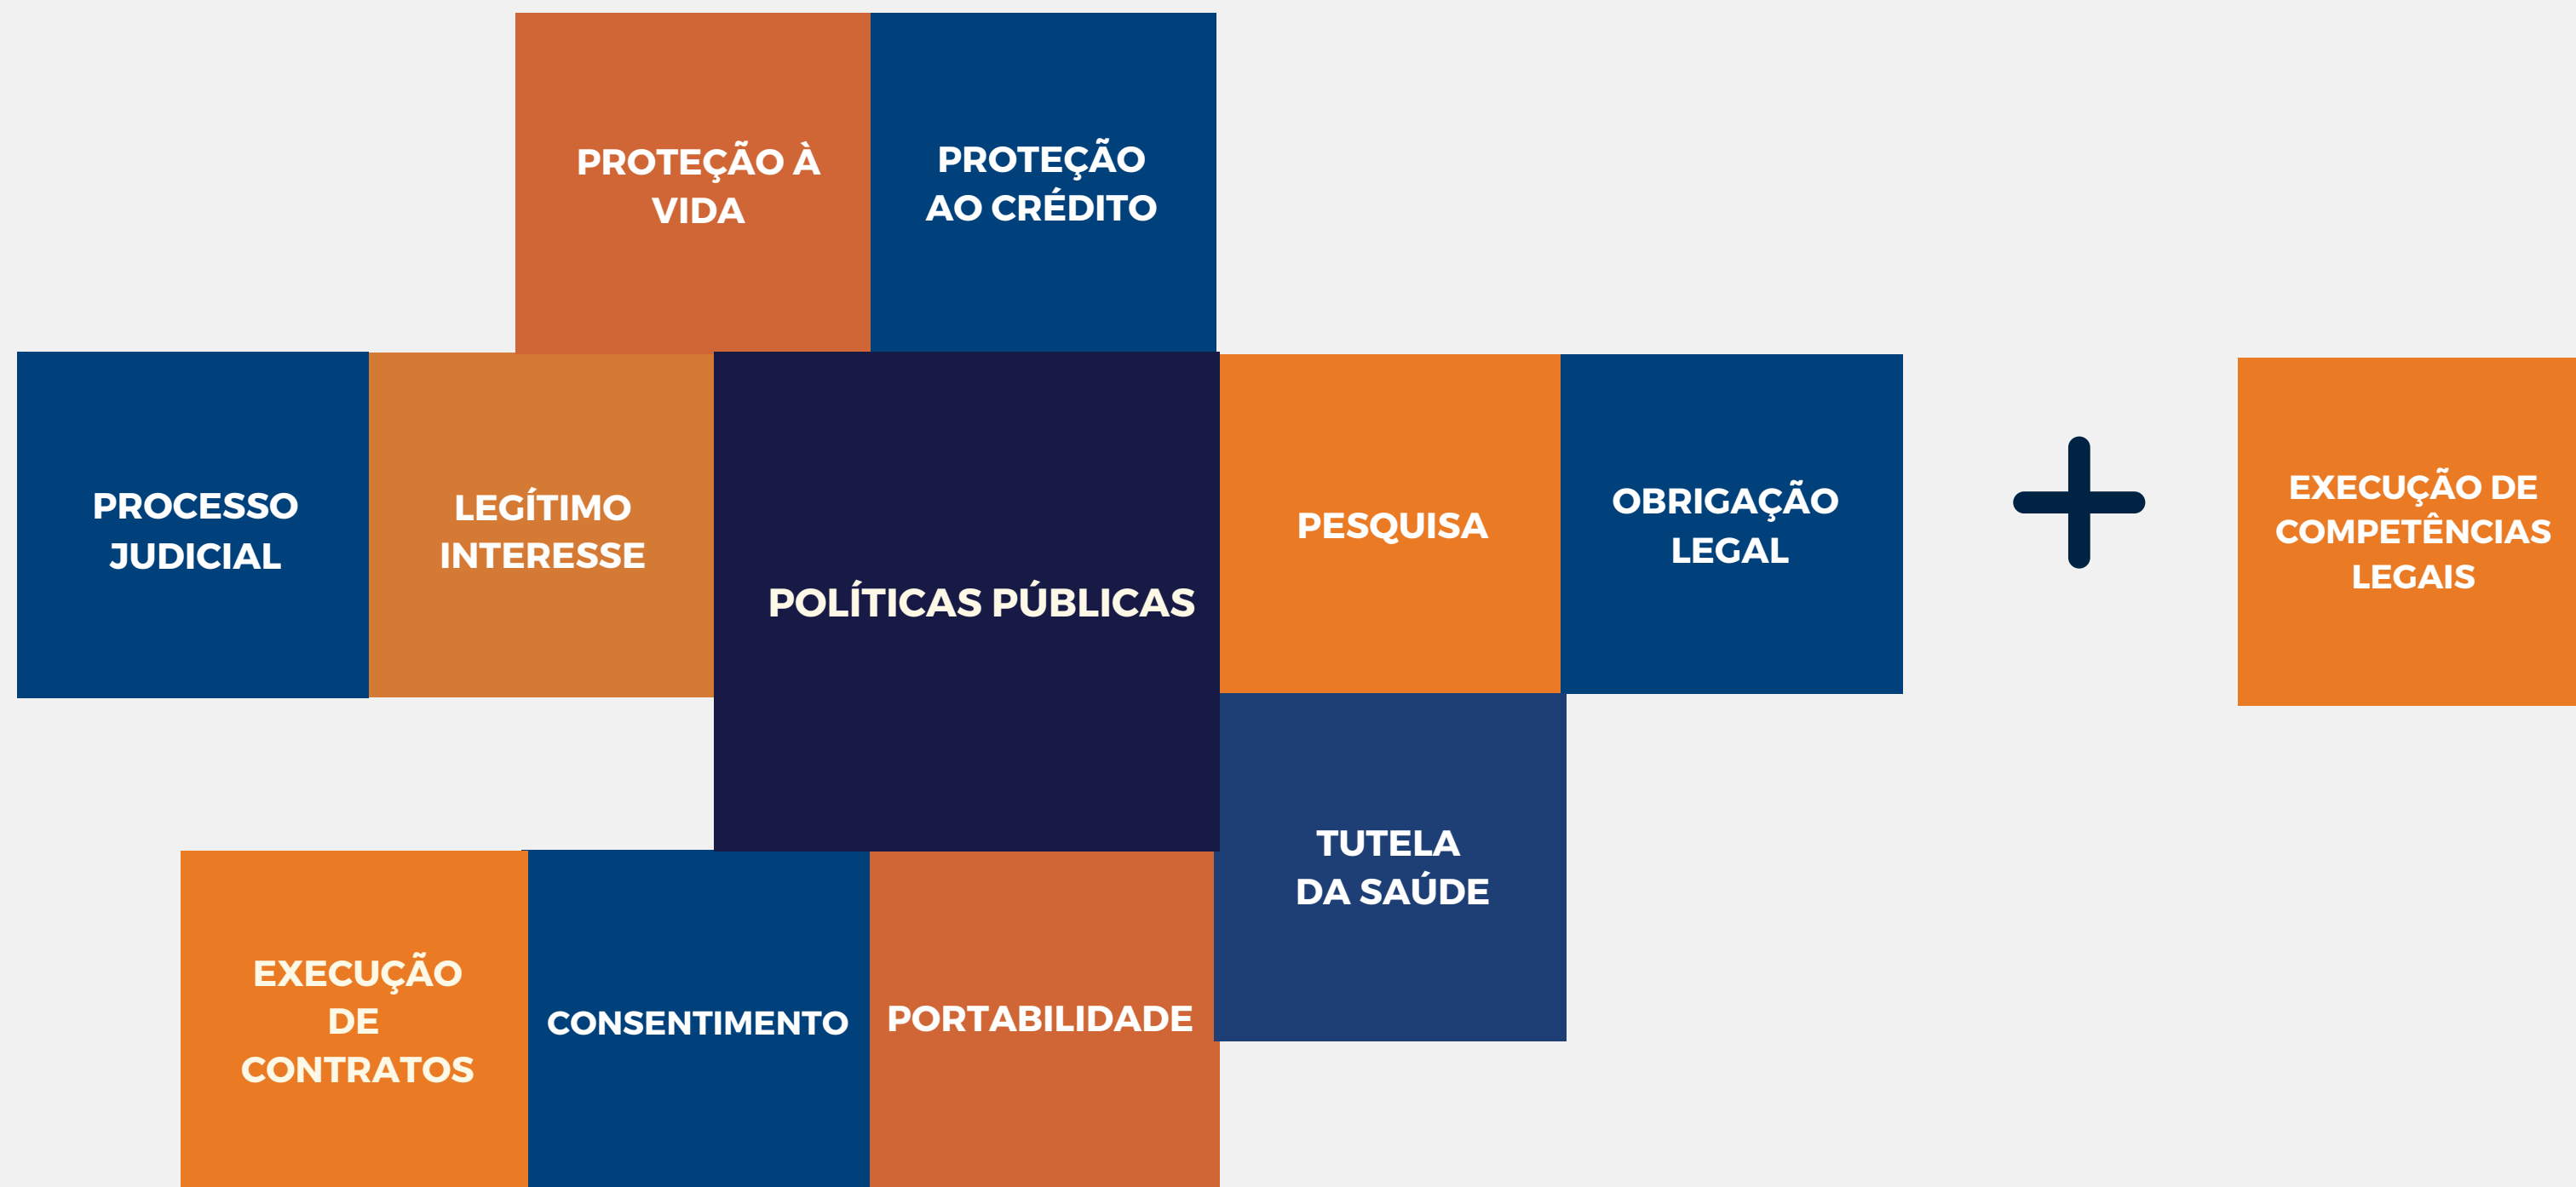 PROTEÇÃO À
VIDA
PROTEÇÃO
AO CRÉDITO
PROCESSO
JUDICIAL
LEGÍTIMO
INTERESSE
POLÍTICAS PÚBLICAS
PESQUISA
OBRIGAÇÃO
LEGAL
EXECUÇÃO DE
COMPETÊNCIAS
LEGAIS
TUTELA
DA SAÚDE
EXECUÇÃO
DE
CONTRATOS
CONSENTIMENTO
PORTABILIDADE